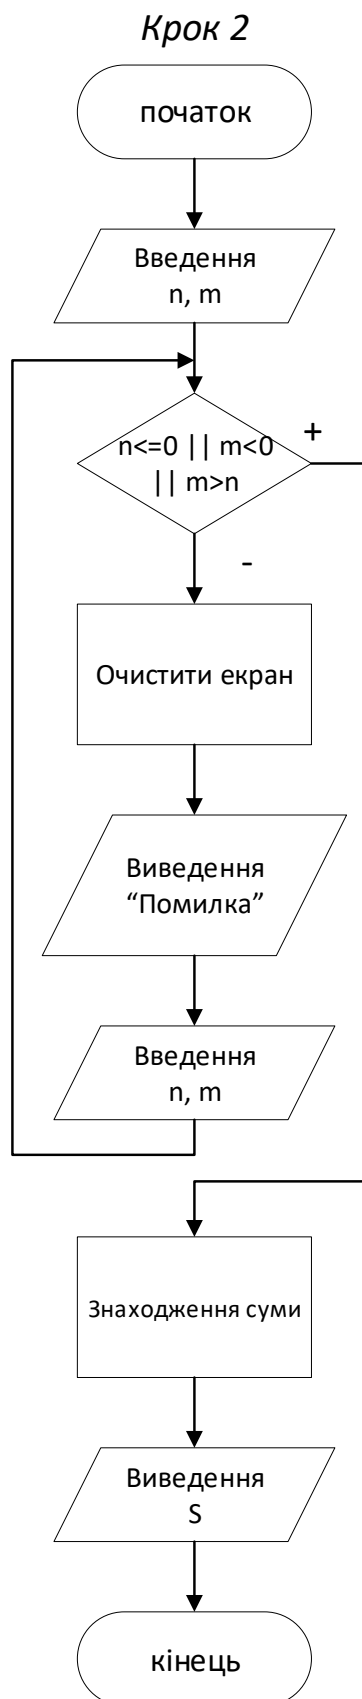 Крок 2
початок
Введення
n, m
n<=0 || m<0
|| m>n
+
-
Очистити екран
Виведення
“Помилка”
Введення
n, m
Знаходження суми
Виведення
S
кінець